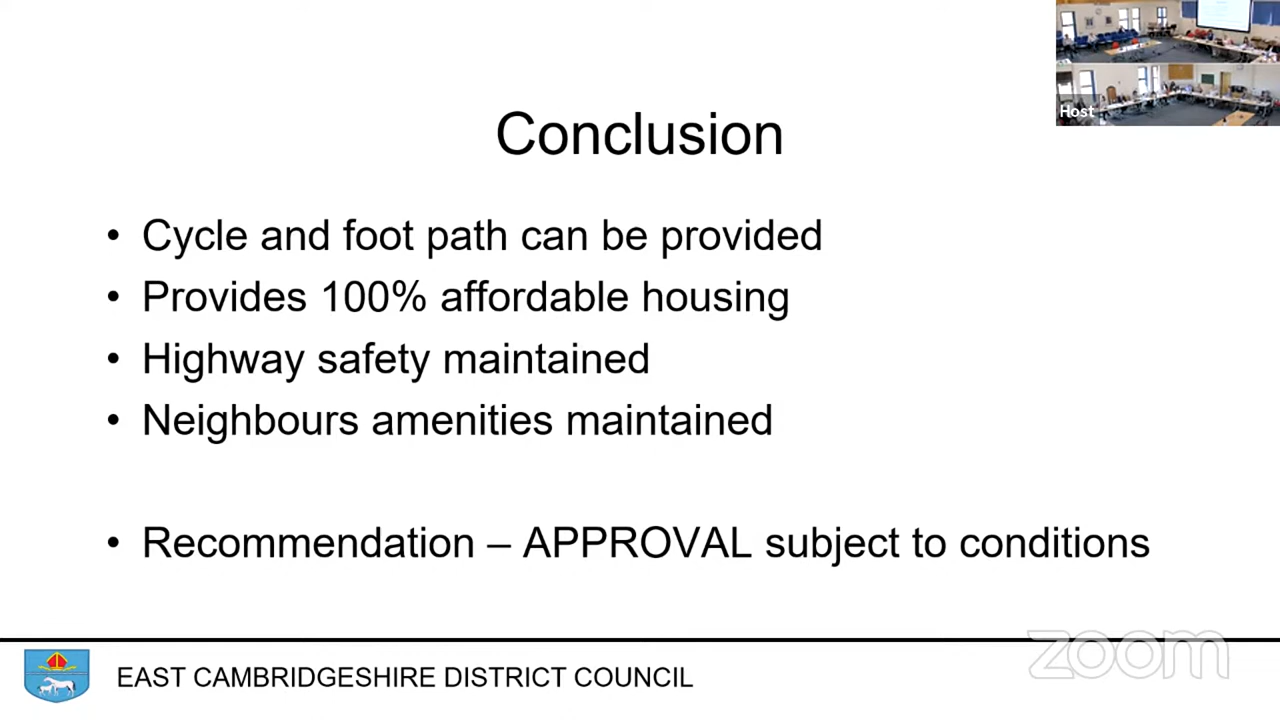 Host
Conclusion
• Cycle and foot path can be provided
• Provides 100% affordable housing
• Highway safety maintained
• Neighbours amenities maintained
• Recommendation – APPROVAL subject to conditions
EAST CAMBRIDGESHIRE DISTRICT COUNCIL
zoom